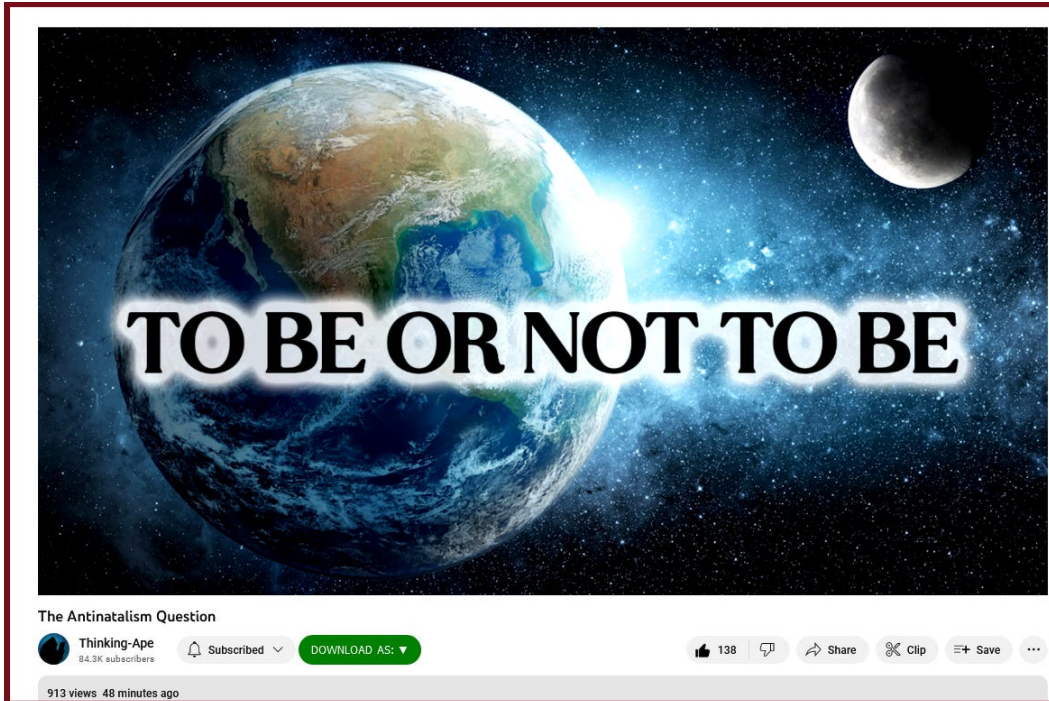 TO BE OR NOT TO BE
The Antinatalism Question
Thinking-Ape
84.3K subscribers
Subscribed
DOWNLOAD AS: ▼
138
Share
Clip
Save
913 views 48 minutes ago